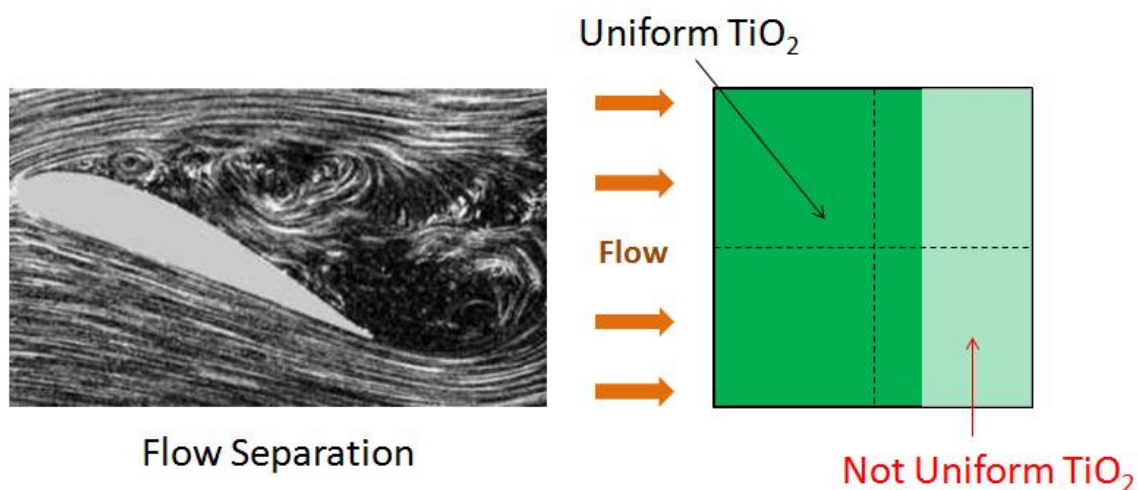 Uniform TiO₂
Flow
Flow Separation
Not Uniform TiO₂